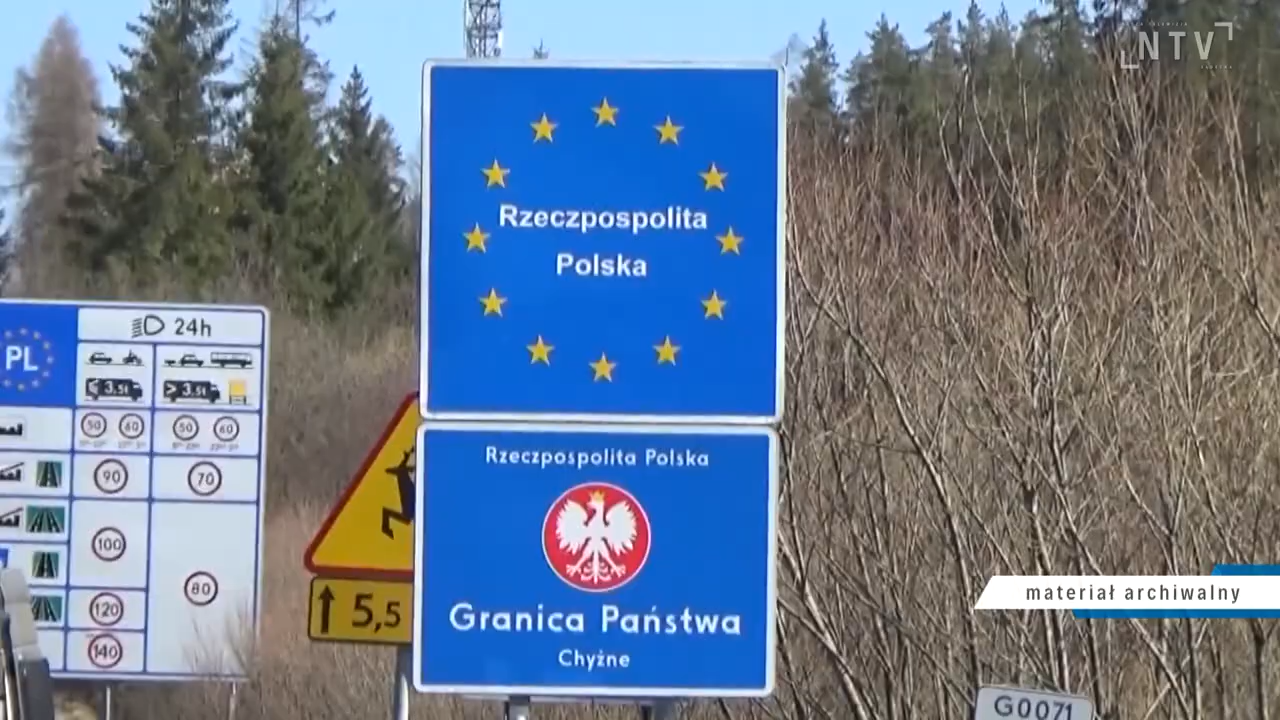 NTV
Rzeczpospolita
Polska
24h
PL
3.5t
> 3.5t
50
60
50
60
90
70
100
80
120
140
5,5
Rzeczpospolita Polska
Granica Państwa
Chyżne
materiał archiwalny
G0071